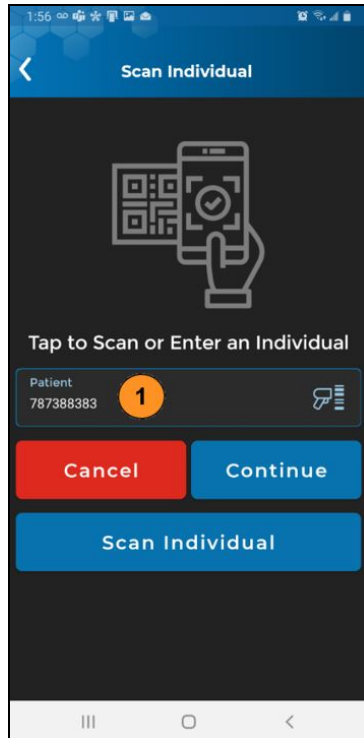 1:56
Scan Individual
Tap to Scan or Enter an Individual
Patient
787388383
1
Cancel
Continue
Scan Individual